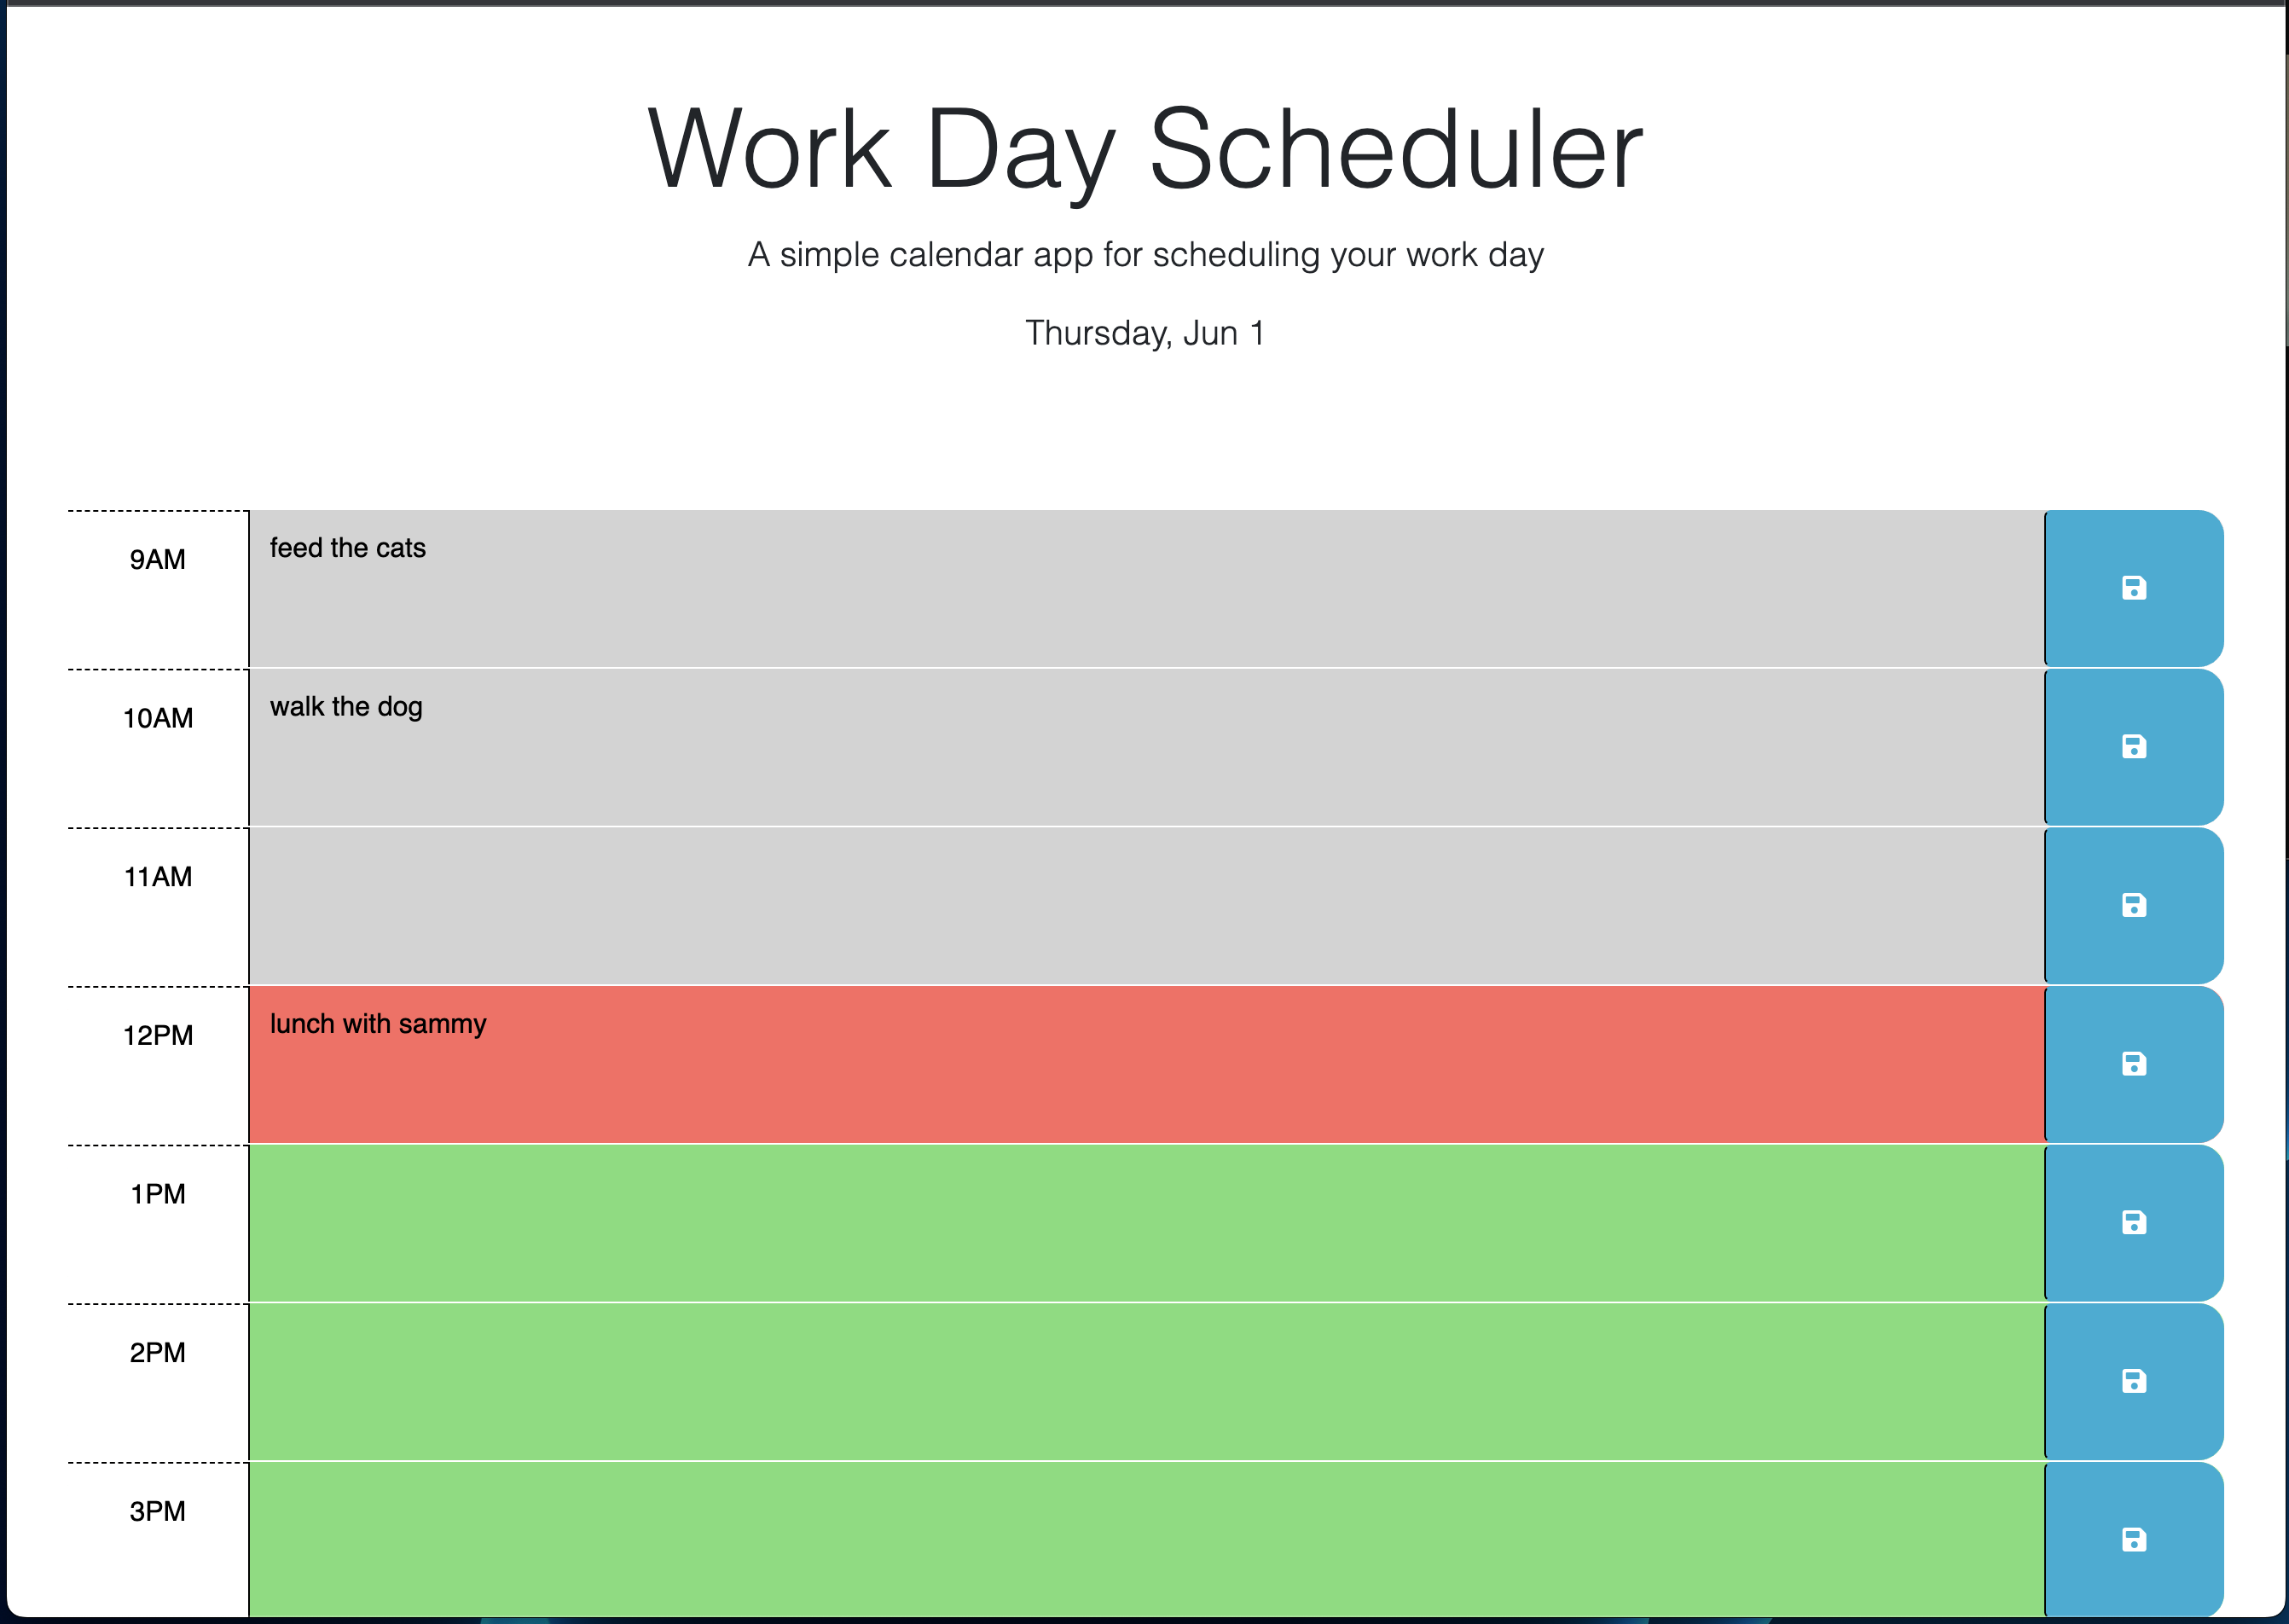 Work Day Scheduler
A simple calendar app for scheduling your work day
Thursday, Jun 1
9AM
feed the cats
10AM
walk the dog
11AM
12PM
lunch with sammy
1PM
2PM
3PM